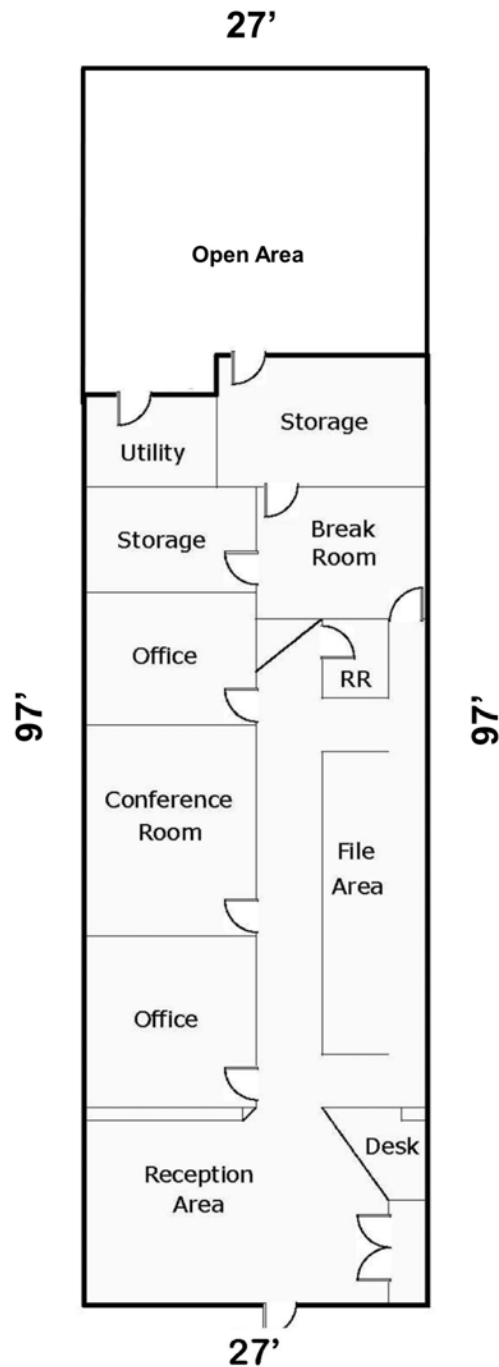 27’
Open Area
Storage
Utility
Storage
Break
Room
Office
RR
97’
97’
Conference
Room
File
Area
Office
Desk
Reception
Area
27’